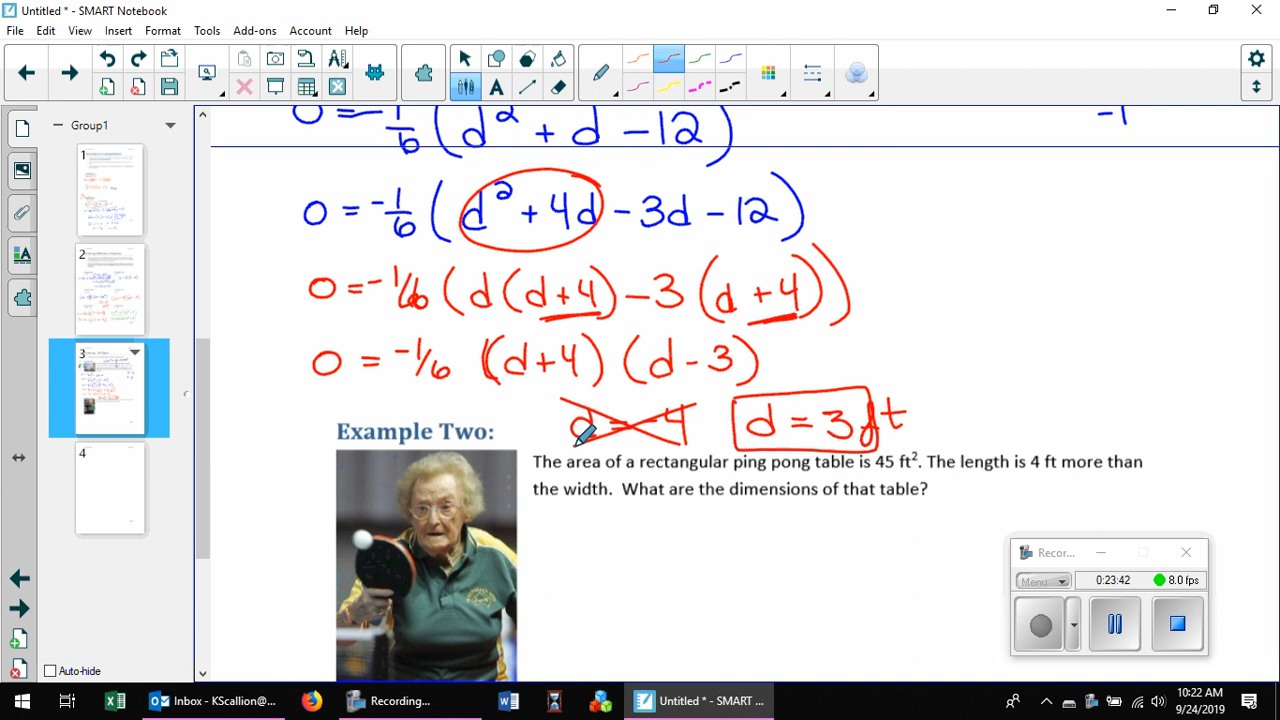 Untitled * - SMART Notebook
File Edit View Insert Format Tools Add-ons Account Help
Group1
1
2
3
4
0 = -1/6 (d² + d - 12)
-1
0 = -1/6 (d² + 4d - 3d - 12)
0 = -1/6 (d(d+4) - 3(d+4))
0 = -1/6 ((d+4)(d-3)
d = -4 d = 3 ft
Example Two:
The area of a rectangular ping pong table is 45 ft². The length is 4 ft more than
the width. What are the dimensions of that table?
Recor...
Menu 0:23:42 8.0 fps
Auto-hide
Inbox - KScallion@... Recording... Untitled * - SMART ...
10:22 AM
9/24/2019